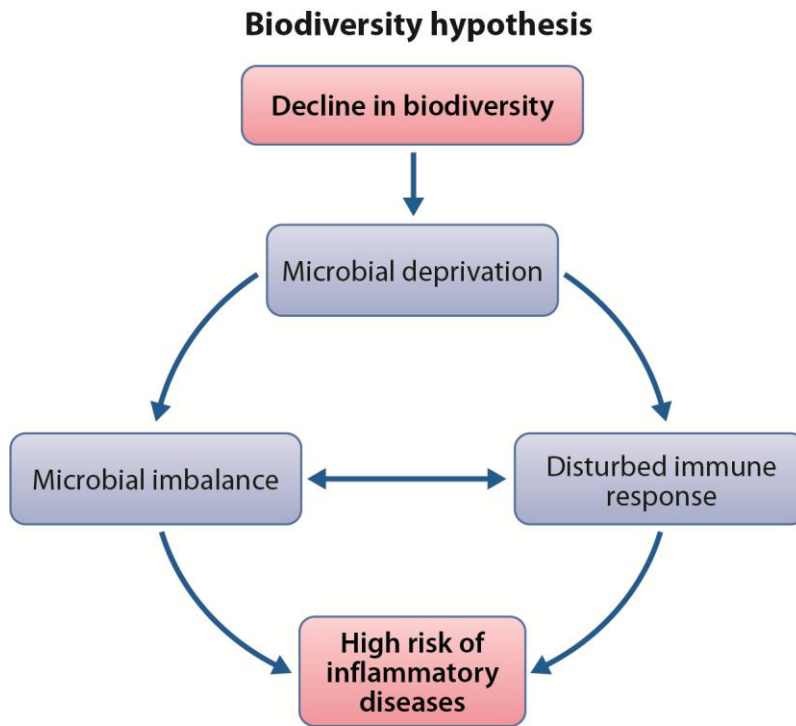 Biodiversity hypothesis
Decline in biodiversity
Microbial deprivation
Microbial imbalance
Disturbed immune
response
High risk of
inflammatory
diseases